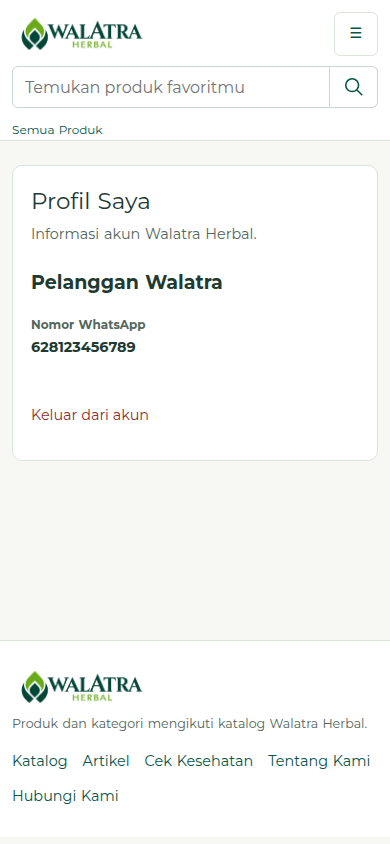 WALATRA
HERBAL
☰
Temukan produk favoritmu
Semua Produk
Profil Saya
Informasi akun Walatra Herbal.
Pelanggan Walatra
Nomor WhatsApp
628123456789
Keluar dari akun
WALATRA
HERBAL
Produk dan kategori mengikuti katalog Walatra Herbal.
Katalog Artikel Cek Kesehatan Tentang Kami
Hubungi Kami